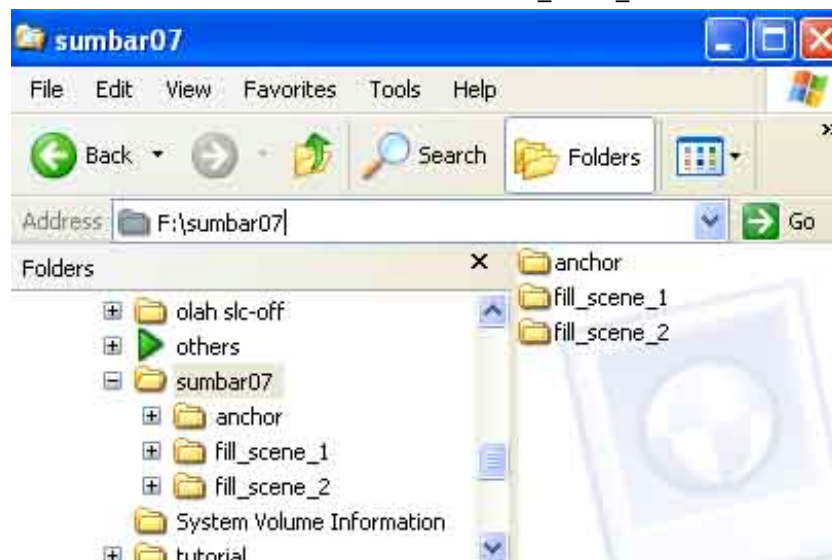 sumbar07
File Edit View Favorites Tools Help
Back Search Folders »
Address F:\sumbar07 Go
Folders
olah slc-off
others
sumbar07
anchor
fill_scene_1
fill_scene_2
System Volume Information
tutorial
anchor
fill_scene_1
fill_scene_2